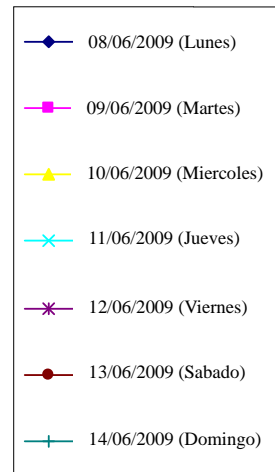 08/06/2009 (Lunes)
09/06/2009 (Martes)
10/06/2009 (Miercoles)
11/06/2009 (Jueves)
12/06/2009 (Viernes)
13/06/2009 (Sabado)
14/06/2009 (Domingo)